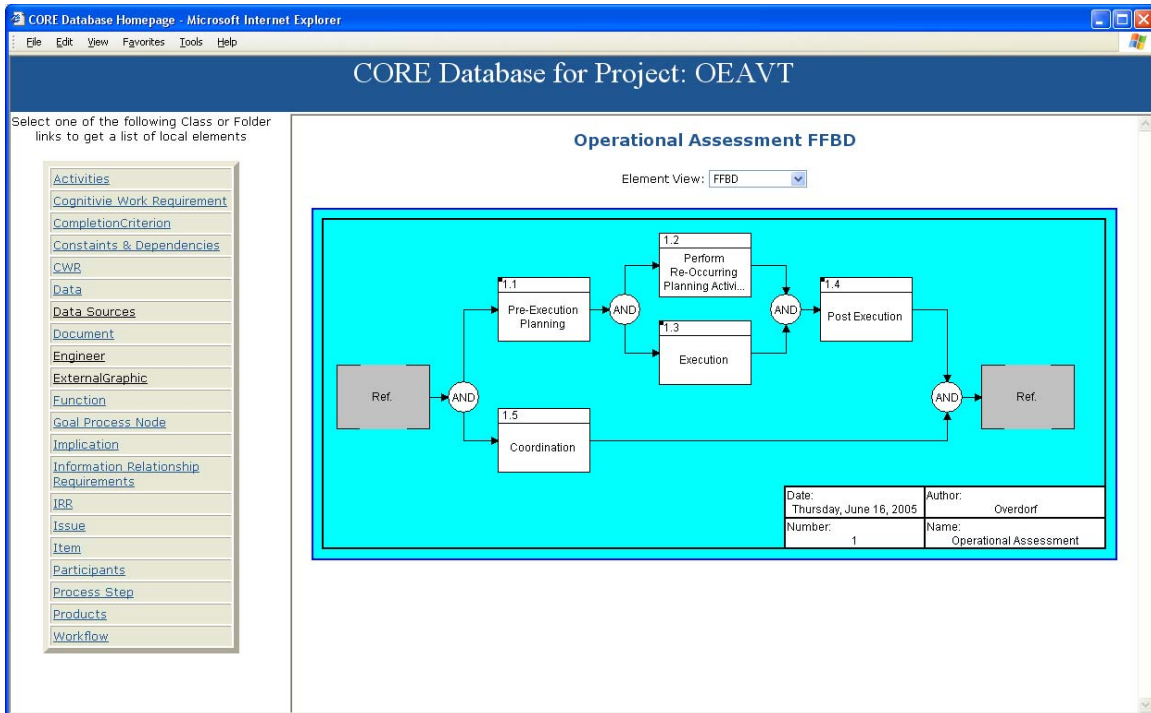 CORE Database Homepage - Microsoft Internet Explorer
File Edit View Favorites Tools Help
CORE Database for Project: OEAVT
Select one of the following Class or Folder
links to get a list of local elements
Activities
Cognitivie Work Requirement
CompletionCriterion
Constaints & Dependencies
CWR
Data
Data Sources
Document
Engineer
ExternalGraphic
Function
Goal Process Node
Implication
Information Relationship
Requirements
IRR
Issue
Item
Participants
Process Step
Products
Workflow
Operational Assessment FFBD
Element View: FFBD
Ref.
AND
1.1
Pre-Execution
Planning
AND
1.2
Perform
Re-Occurring
Planning Activi...
1.3
Execution
AND
1.4
Post Execution
1.5
Coordination
AND
Ref.
Date:
Thursday, June 16, 2005
Author:
Overdorf
Number:
1
Name:
Operational Assessment